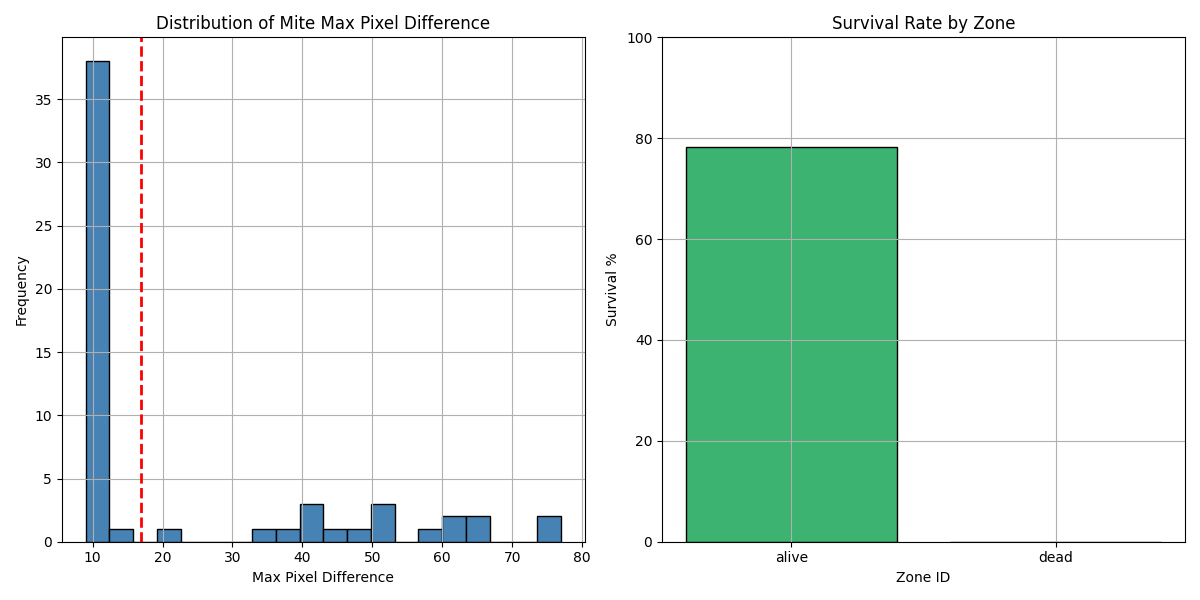 Distribution of Mite Max Pixel Difference
Frequency
35
30
25
20
15
10
5
0
10 20 30 40 50 60 70 80
Max Pixel Difference
Survival Rate by Zone
Survival %
100
80
60
40
20
0
alive dead
Zone ID